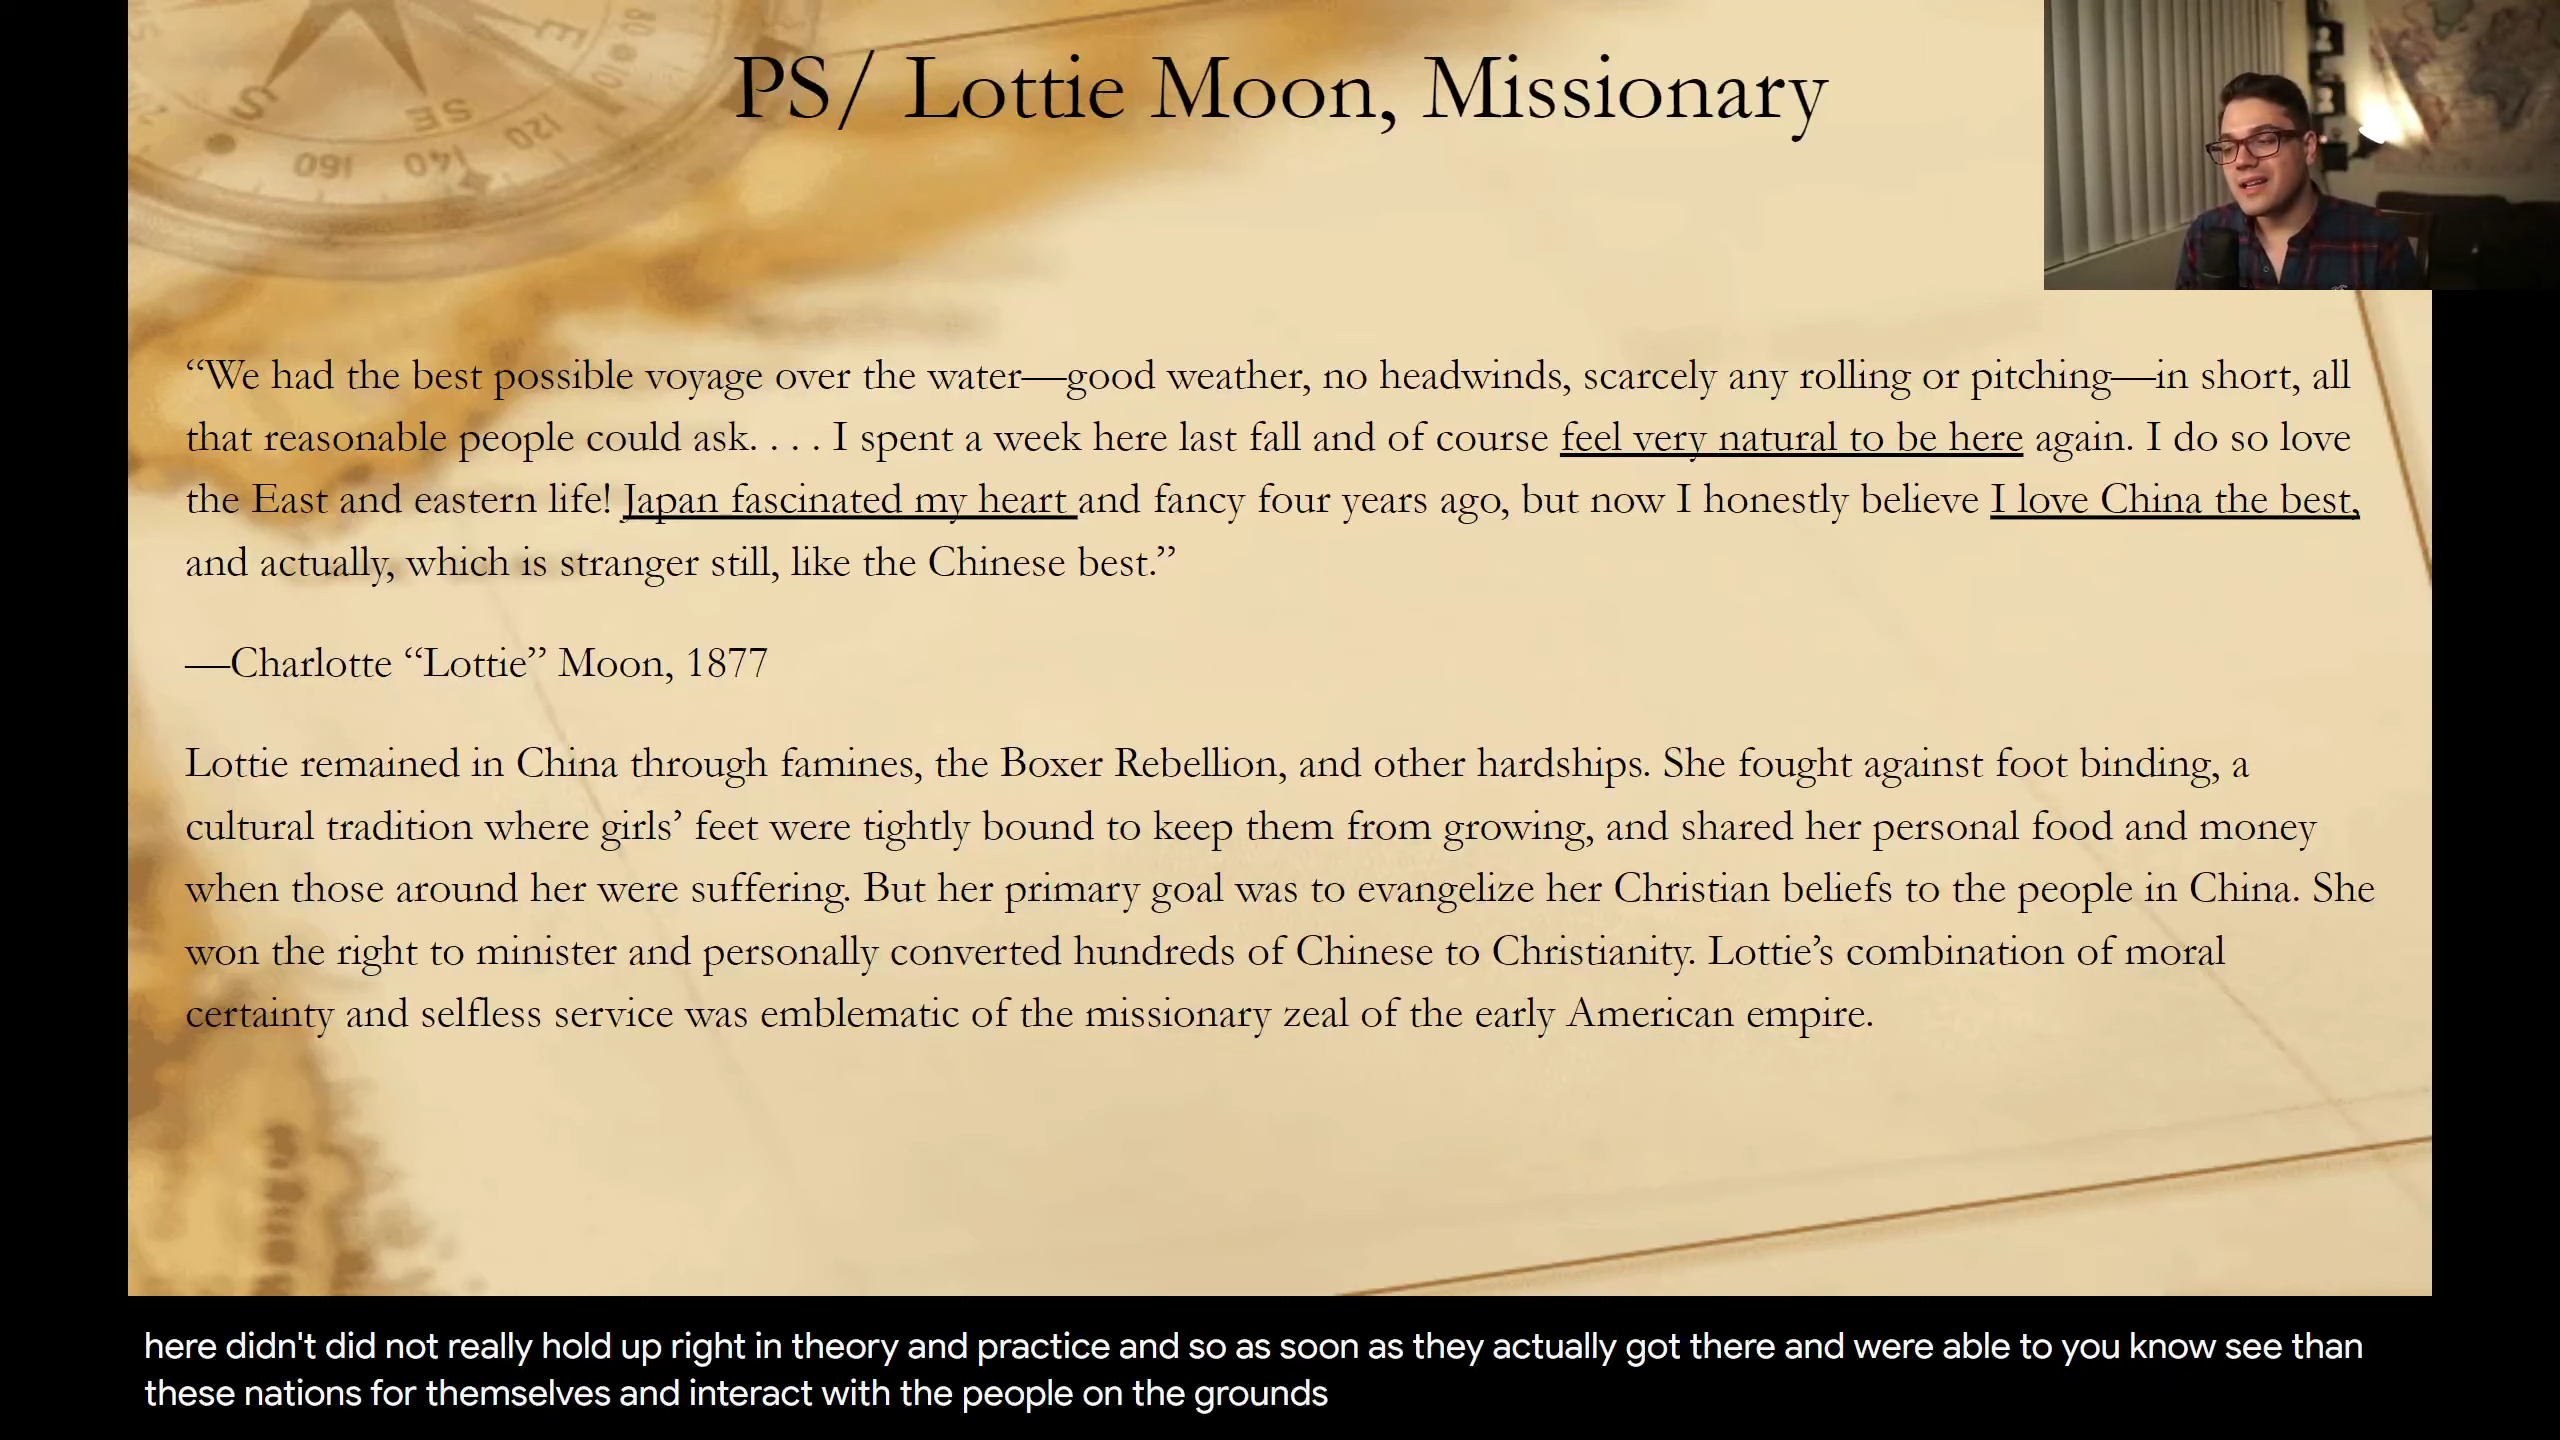 PS/ Lottie Moon, Missionary
S
SE
E
160
140
120
“We had the best possible voyage over the water—good weather, no headwinds, scarcely any rolling or pitching—in short, all
that reasonable people could ask. . . . I spent a week here last fall and of course feel very natural to be here again. I do so love
the East and eastern life! Japan fascinated my heart and fancy four years ago, but now I honestly believe I love China the best,
and actually, which is stranger still, like the Chinese best.”
—Charlotte “Lottie” Moon, 1877
Lottie remained in China through famines, the Boxer Rebellion, and other hardships. She fought against foot binding, a
cultural tradition where girls’ feet were tightly bound to keep them from growing, and shared her personal food and money
when those around her were suffering. But her primary goal was to evangelize her Christian beliefs to the people in China. She
won the right to minister and personally converted hundreds of Chinese to Christianity. Lottie’s combination of moral
certainty and selfless service was emblematic of the missionary zeal of the early American empire.
here didn't did not really hold up right in theory and practice and so as soon as they actually got there and were able to you know see than
these nations for themselves and interact with the people on the grounds